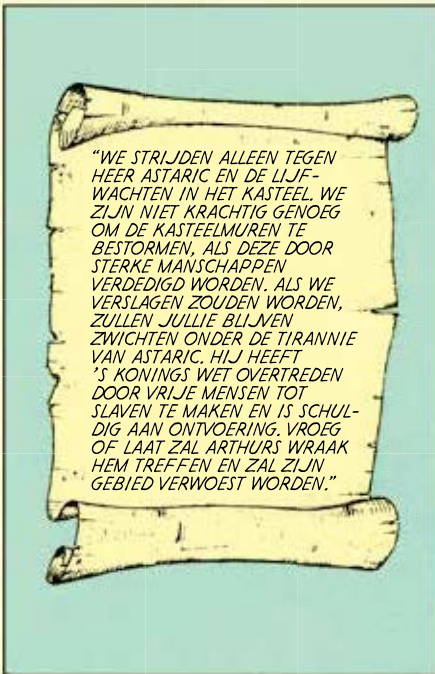 “WE STRIJDEN ALLEEN TEGEN
HEER ASTARIC EN DE LIJF-
WACHTEN IN HET KASTEEL. WE
ZIJN NIET KRACHTIG GENOEG
OM DE KASTEELMUREN TE
BESTORMEN, ALS DEZE DOOR
STERKE MANSCHAPPEN
VERDEDIGD WORDEN. ALS WE
VERSLAGEN ZOUDEN WORDEN,
ZULLEN JULLIE BLIJVEN
ZWICHTEN ONDER DE TIRANNIE
VAN ASTARIC. HIJ HEEFT
’S KONINGS WET OVERTREDEN
DOOR VRIJE MENSEN TOT
SLAVEN TE MAKEN EN IS SCHUL-
DIG AAN ONTVOERING. VROEG
OF LAAT ZAL ARTHURS WRAAK
HEM TREFFEN EN ZAL ZIJN
GEBIED VERWOEST WORDEN.”